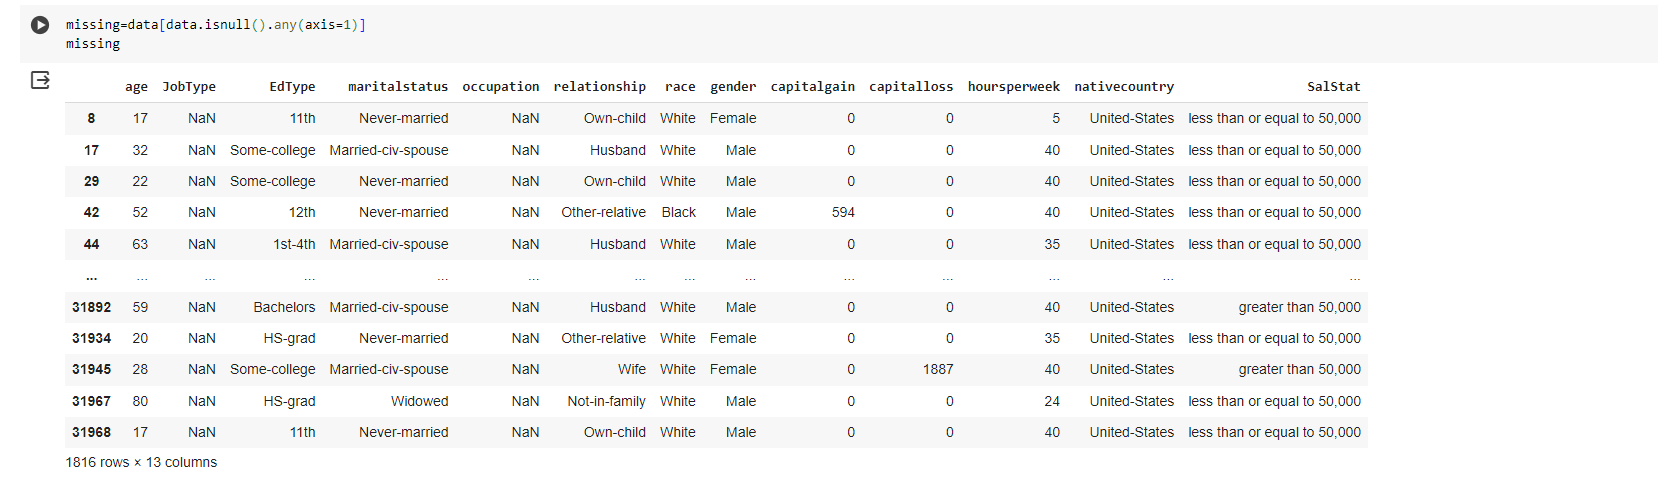 missing=data[data.isnull().any(axis=1)]
missing
age JobType EdType maritalstatus occupation relationship race gender capitalgain capitalloss hoursperweek nativecountry SalStat
8 17 NaN 11th Never-married NaN Own-child White Female 0 0 5 United-States less than or equal to 50,000
17 32 NaN Some-college Married-civ-spouse NaN Husband White Male 0 0 40 United-States less than or equal to 50,000
29 22 NaN Some-college Never-married NaN Own-child White Male 0 0 40 United-States less than or equal to 50,000
42 52 NaN 12th Never-married NaN Other-relative Black Male 594 0 40 United-States less than or equal to 50,000
44 63 NaN 1st-4th Married-civ-spouse NaN Husband White Male 0 0 35 United-States less than or equal to 50,000
... ... ... ... ... ... ... ... ... ... ... ... ... ...
31892 59 NaN Bachelors Married-civ-spouse NaN Husband White Male 0 0 40 United-States greater than 50,000
31934 20 NaN HS-grad Never-married NaN Other-relative White Female 0 0 35 United-States less than or equal to 50,000
31945 28 NaN Some-college Married-civ-spouse NaN Wife White Female 0 1887 40 United-States greater than 50,000
31967 80 NaN HS-grad Widowed NaN Not-in-family White Male 0 0 24 United-States less than or equal to 50,000
31968 17 NaN 11th Never-married NaN Own-child White Male 0 0 40 United-States less than or equal to 50,000
1816 rows × 13 columns